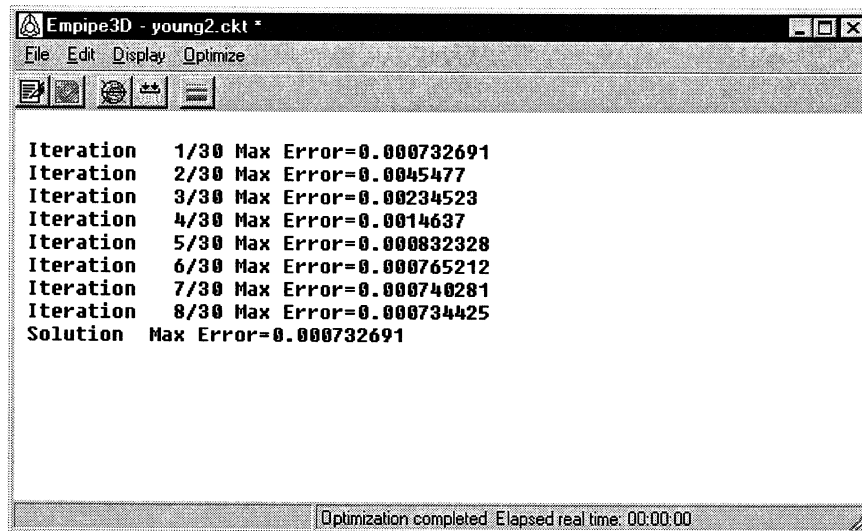 Empipe3D - young2.ckt *
File Edit Display Optimize
Iteration 1/30 Max Error=0.000732691
Iteration 2/30 Max Error=0.0045477
Iteration 3/30 Max Error=0.00234523
Iteration 4/30 Max Error=0.0014637
Iteration 5/30 Max Error=0.000832328
Iteration 6/30 Max Error=0.000765212
Iteration 7/30 Max Error=0.000740281
Iteration 8/30 Max Error=0.000734425
Solution Max Error=0.000732691
Optimization completed Elapsed real time: 00:00:00